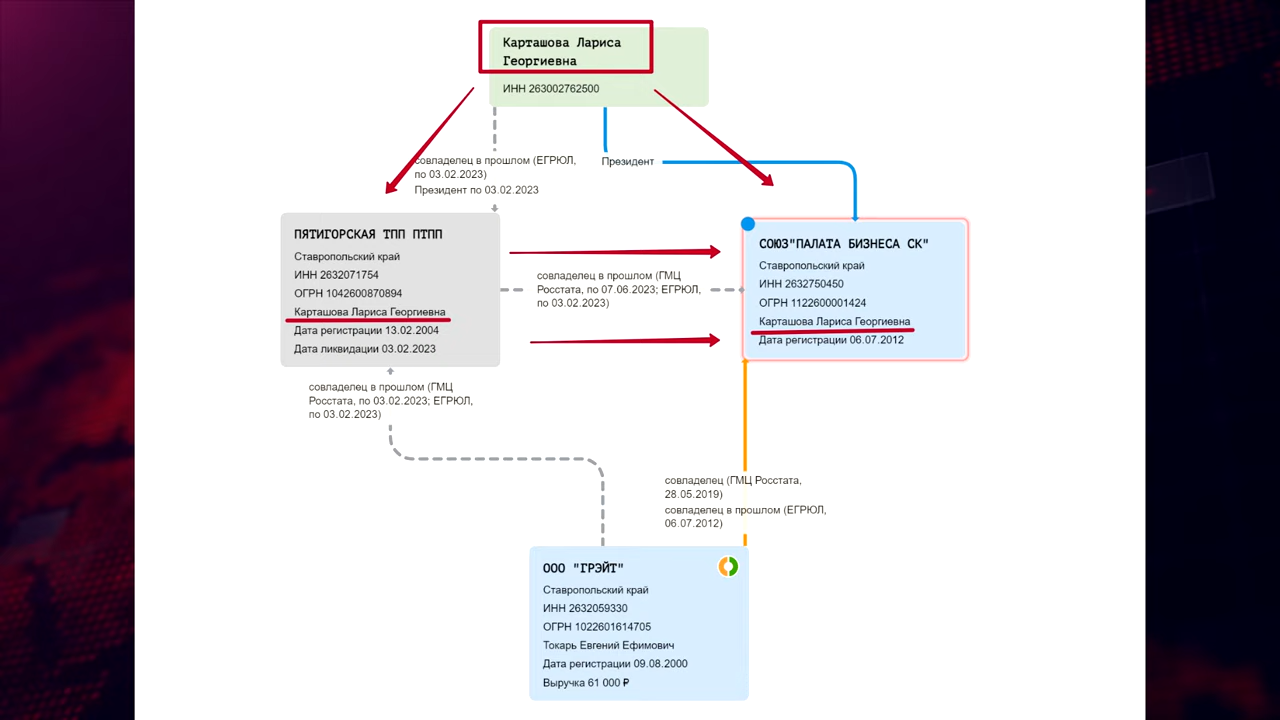 Карташова Лариса
Георгиевна
ИНН 263002762500
совладелец в прошлом (ЕГРЮЛ,
по 03.02.2023)
Президент по 03.02.2023
Президент
ПЯТИГОРСКАЯ ТПП ПТПП
Ставропольский край
ИНН 2632071754
ОГРН 1042600870894
Карташова Лариса Георгиевна
Дата регистрации 13.02.2004
Дата ликвидации 03.02.2023
совладелец в прошлом (ГМЦ
Росстата, по 07.06.2023; ЕГРЮЛ,
по 03.02.2023)
СОЮЗ"ПАЛАТА БИЗНЕСА СК"
Ставропольский край
ИНН 2632750450
ОГРН 1122600001424
Карташова Лариса Георгиевна
Дата регистрации 06.07.2012
совладелец в прошлом (ГМЦ
Росстата, по 03.02.2023; ЕГРЮЛ,
по 03.02.2023)
совладелец (ГМЦ Росстата,
28.05.2019)
совладелец в прошлом (ЕГРЮЛ,
06.07.2012)
ООО "ГРЭЙТ"
Ставропольский край
ИНН 2632059330
ОГРН 1022601614705
Токарь Евгений Ефимович
Дата регистрации 09.08.2000
Выручка 61 000 ₽